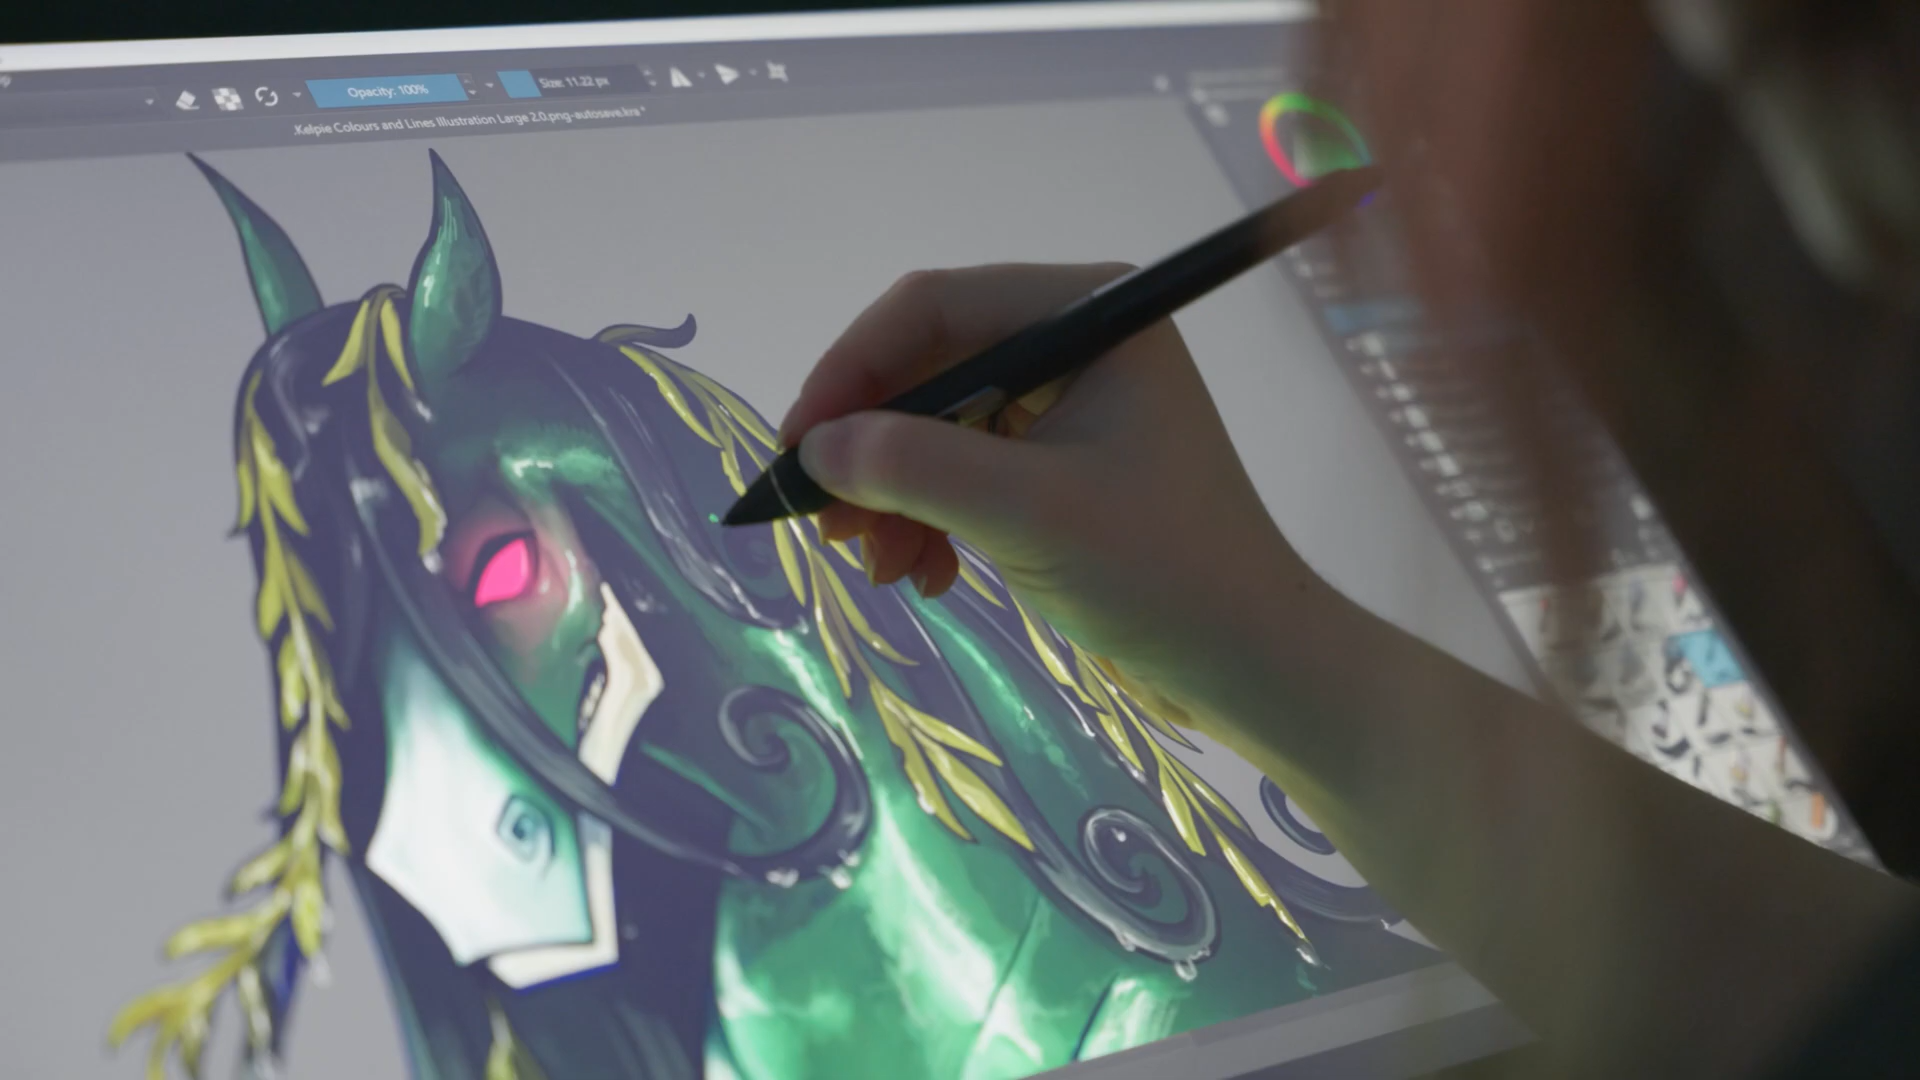 Opacity: 100%
Size: 11.22 px
.Kelpie Colours and Lines Illustration Large 2.0.png-autosave.kra*